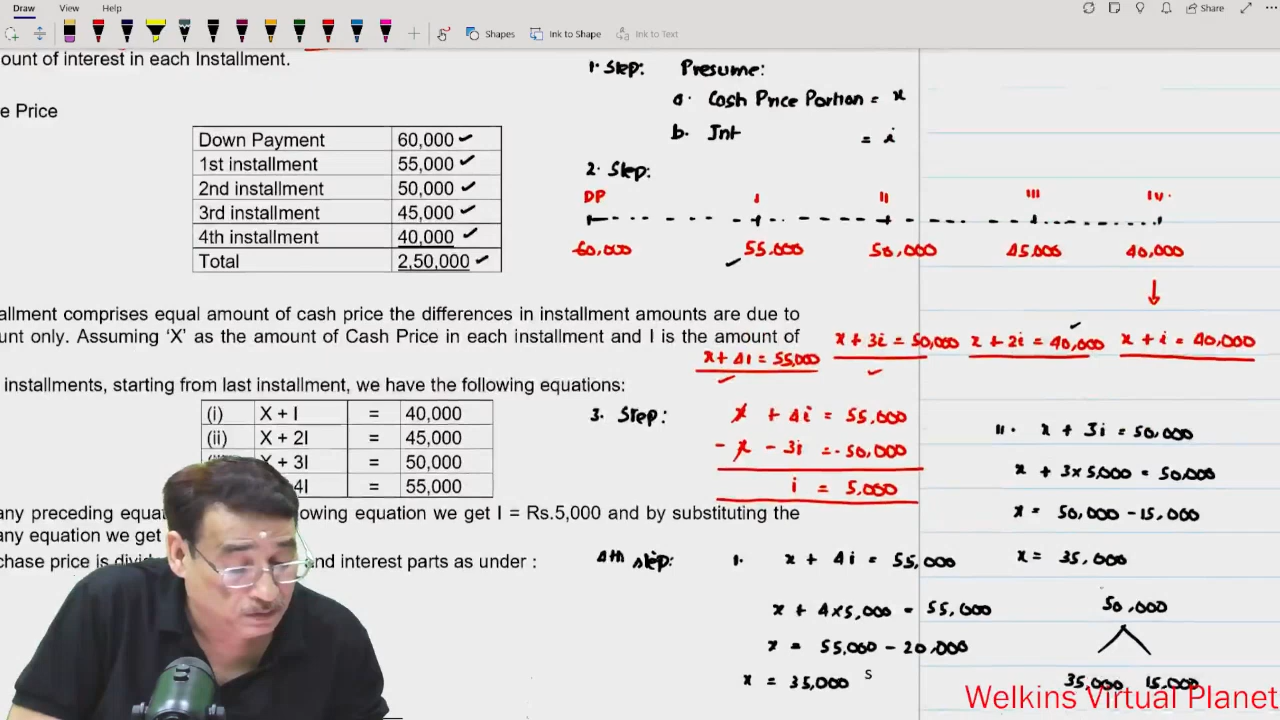 Draw View Help
Share
Shapes Ink to Shape Ink to Text
ount of interest in each Installment.
e Price
Down Payment 60,000
1st installment 55,000
2nd installment 50,000
3rd installment 45,000
4th installment 40,000
Total 2,50,000
allment comprises equal amount of cash price the differences in installment amounts are due to
unt only. Assuming ‘X’ as the amount of Cash Price in each installment and I is the amount of
installments, starting from last installment, we have the following equations:
(i) X + I = 40,000
(ii) X + 2I = 45,000
X + 3I = 50,000
4I = 55,000
any preceding equat owing equation we get I = Rs.5,000 and by substituting the
any equation we get
chase price is divid and interest parts as under :
1. Step: Presume:
a. Cash Price Portion = x
b. Int = i
2. Step:
DP I II III IV.
60,000 55,000 50,000 45,000 40,000
x + 4i = 55,000 x + 3i = 50,000 x + 2i = 40,000 x + i = 40,000
3. Step: x + 4i = 55,000
- x - 3i = - 50,000
i = 5,000
4th step: 1. x + 4i = 55,000
x + 4x5,000 = 55,000
x = 55,000 - 20,000
x = 35,000 s
11. x + 3i = 50,000
x + 3x5,000 = 50,000
x = 50,000 - 15,000
x = 35,000
50,000
35,000 15,000
Welkins Virtual Planet